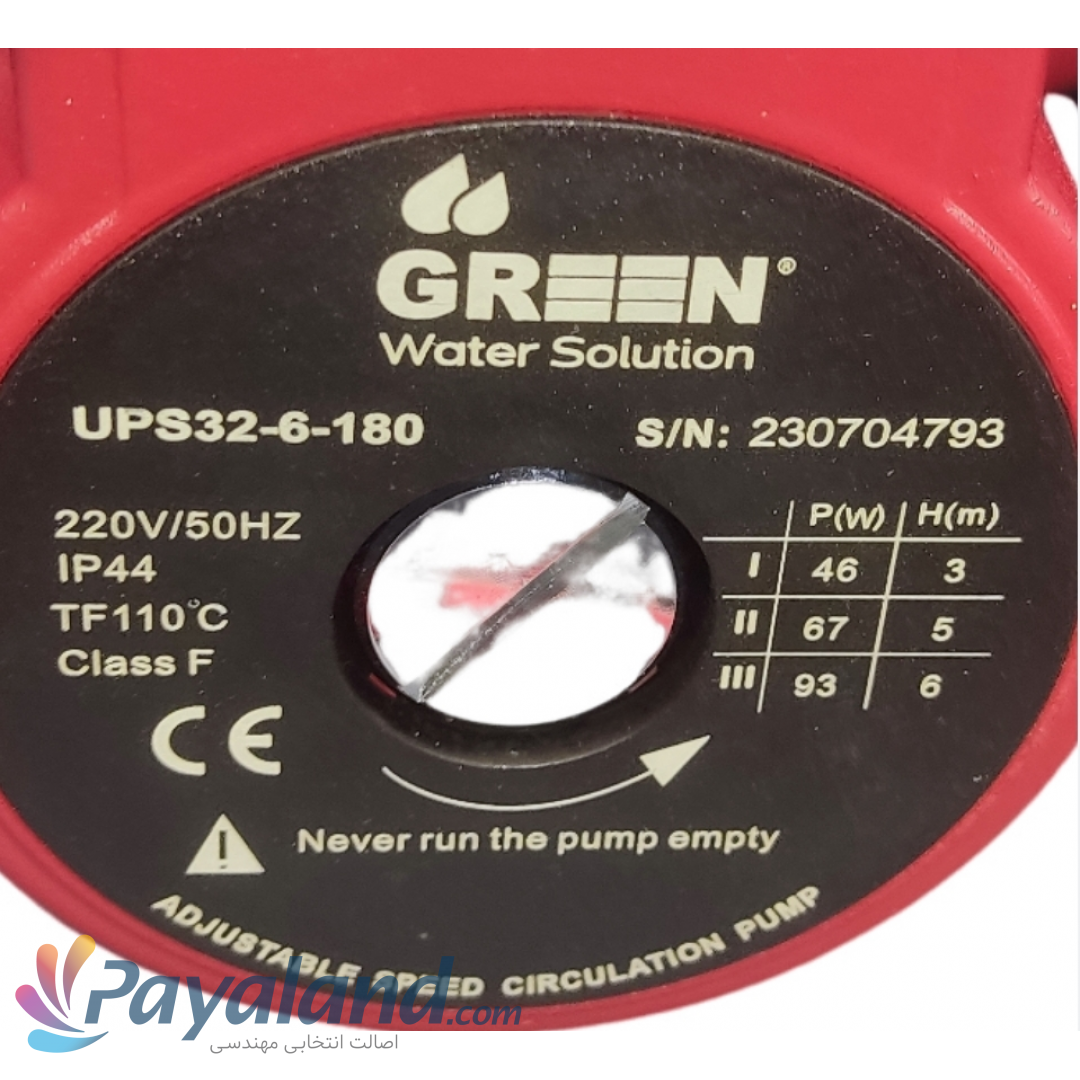 GREEN®
Water Solution
UPS32-6-180
S/N: 230704793
220V/50HZ
IP44
TF110°C
Class F
P(W) H(m)
I 46 3
II 67 5
III 93 6
CE
! Never run the pump empty
ADJUSTABLE SPEED CIRCULATION PUMP
Payaland.com
اصالت انتخابی مهندسی